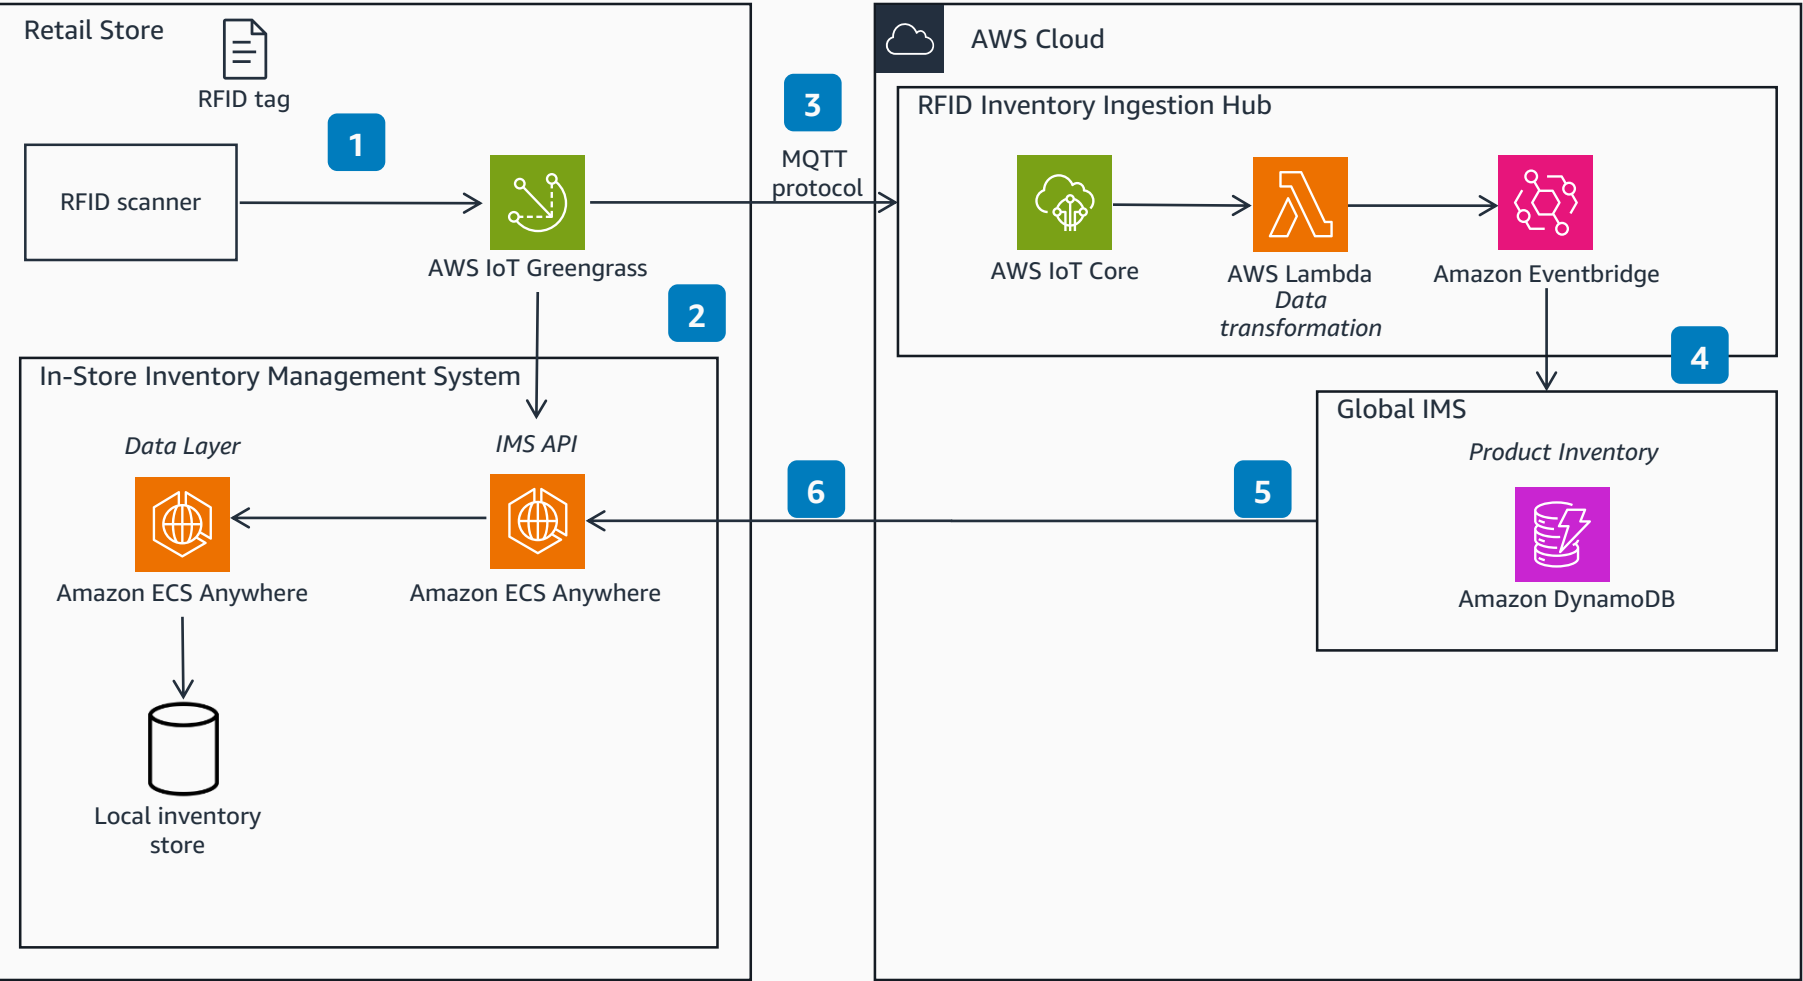 Retail Store
RFID tag
1
RFID scanner
AWS IoT Greengrass
2
3
MQTT
protocol
AWS Cloud
RFID Inventory Ingestion Hub
AWS IoT Core
AWS Lambda
Data
transformation
Amazon Eventbridge
4
In-Store Inventory Management System
Data Layer
IMS API
Amazon ECS Anywhere
Amazon ECS Anywhere
Local inventory
store
6
5
Global IMS
Product Inventory
Amazon DynamoDB